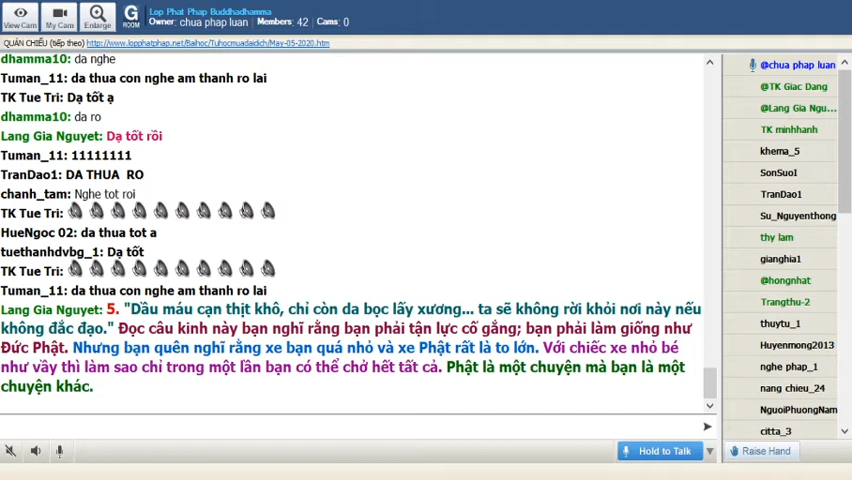 View Cam
My Cam
Enlarge
G
ROOM
Lop Phat Phap Buddhadhamma
Owner: chua phap luan Members: 42 Cams: 0
QUÁN CHIẾU (tiếp theo) http://www.lopphatphap.net/Baihoc/Tuhocmuadaidich/May-05-2020.htm
dhamma10: da nghe
Tuman_11: da thua con nghe am thanh ro lai
TK Tue Tri: Dạ tốt ạ
dhamma10: da ro
Lang Gia Nguyet: Dạ tốt rồi
Tuman_11: 11111111
TranDao1: DA THUA RO
chanh_tam: Nghe tot roi
TK Tue Tri:
HueNgoc 02: da thua tot a
tuethanhdvbg_1: Dạ tốt
TK Tue Tri:
Tuman_11: da thua con nghe am thanh ro lai
Lang Gia Nguyet: 5. "Dầu máu cạn thịt khô, chỉ còn da bọc lấy xương... ta sẽ không rời khỏi nơi này nếu
không đắc đạo." Đọc câu kinh này bạn nghĩ rằng bạn phải tận lực cố gắng; bạn phải làm giống như
Đức Phật. Nhưng bạn quên nghĩ rằng xe bạn quá nhỏ và xe Phật rất là to lớn. Với chiếc xe nhỏ bé
như vầy thì làm sao chỉ trong một lần bạn có thể chở hết tất cả. Phật là một chuyện mà bạn là một
chuyện khác.
Hold to Talk
@chua phap luan
@TK Giac Dang
@Lang Gia Ngu...
TK minhhanh
khema_5
SonSuoI
TranDao1
Su_Nguyenthong
thy lam
gianghia1
@hongnhat
Trangthu-2
thuytu_1
Huyenmong2013
nghe phap_1
nang chieu_24
NguoiPhuongNam
citta_3
Raise Hand